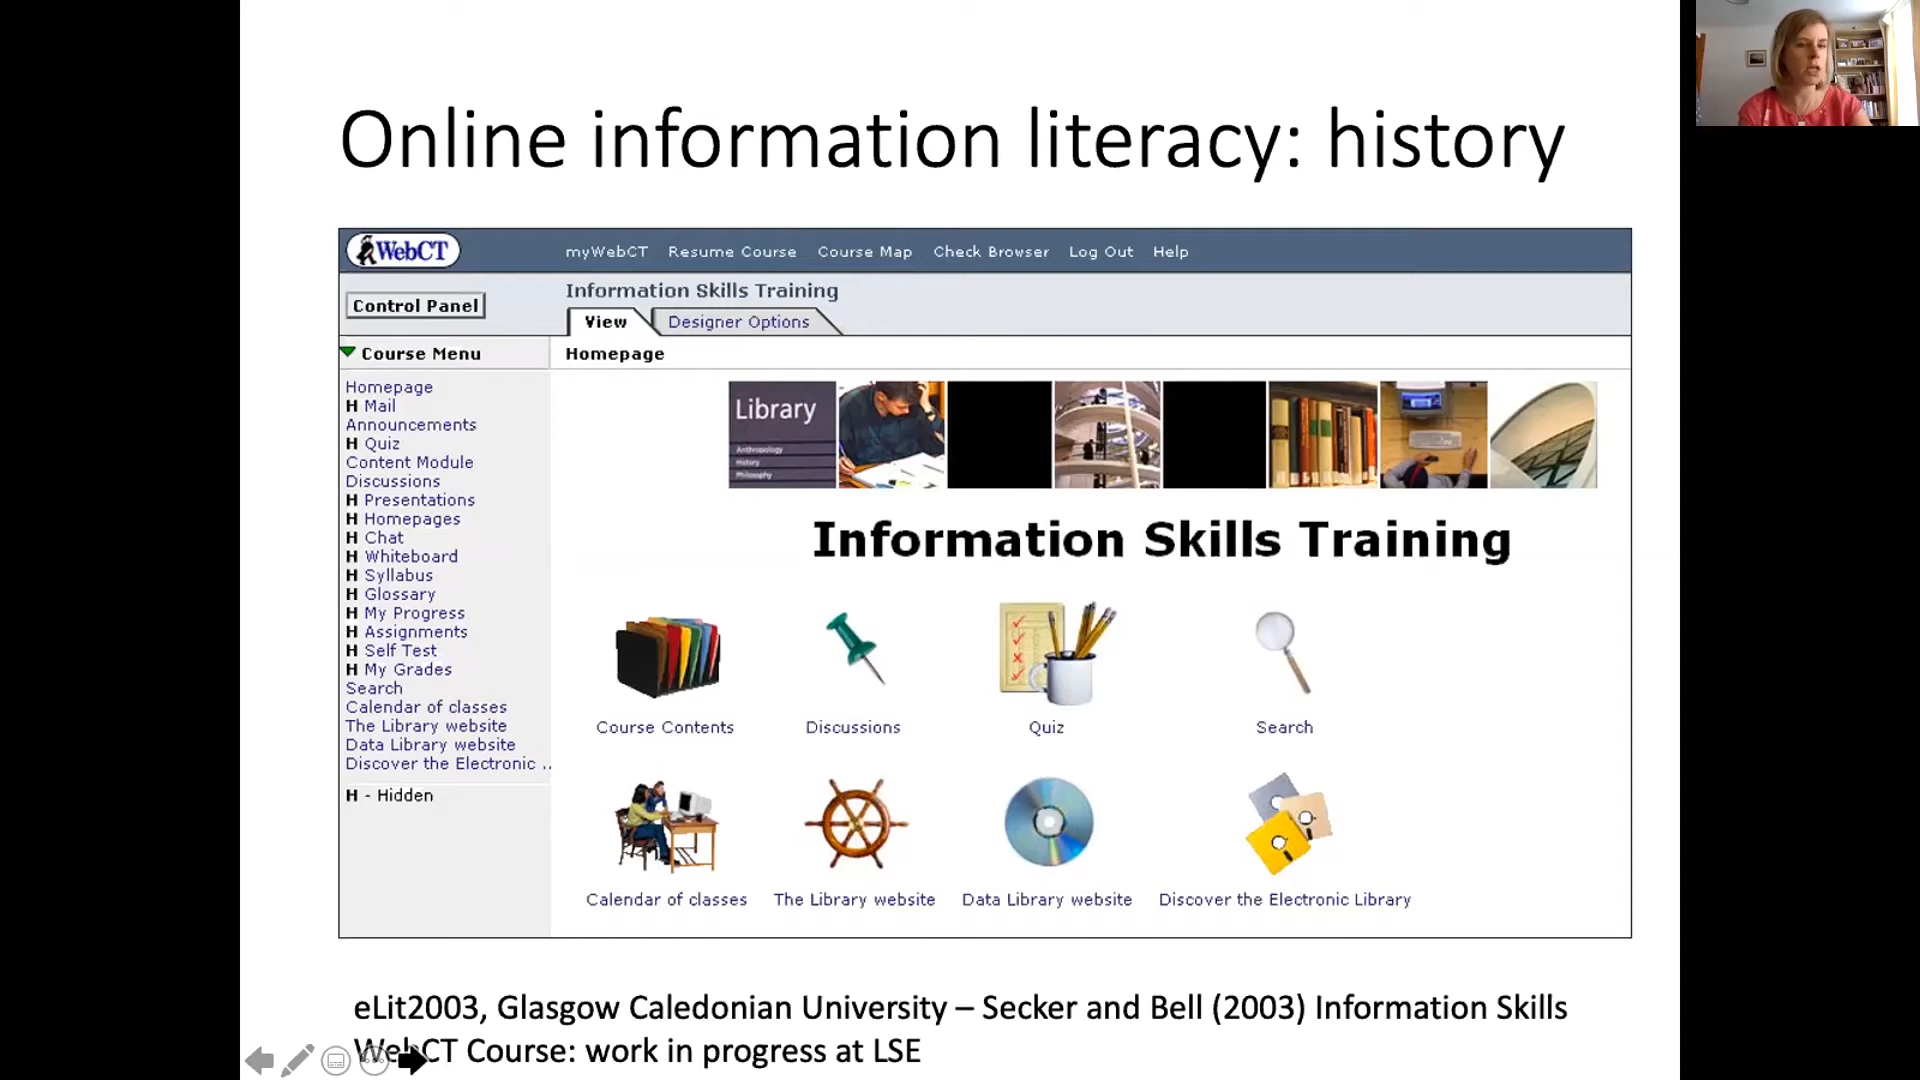 Online information literacy: history
WebCT
myWebCT Resume Course Course Map Check Browser Log Out Help
Control Panel
Information Skills Training
View Designer Options
Course Menu
Homepage
Homepage
H Mail
Announcements
H Quiz
Content Module
Discussions
H Presentations
H Homepages
H Chat
H Whiteboard
H Syllabus
H Glossary
H My Progress
H Assignments
H Self Test
H My Grades
Search
Calendar of classes
The Library website
Data Library website
Discover the Electronic ..
H - Hidden
Library
Anthropology
History
Philosophy
Information Skills Training
Course Contents Discussions Quiz Search
Calendar of classes The Library website Data Library website Discover the Electronic Library
eLit2003, Glasgow Caledonian University – Secker and Bell (2003) Information Skills
WebCT Course: work in progress at LSE